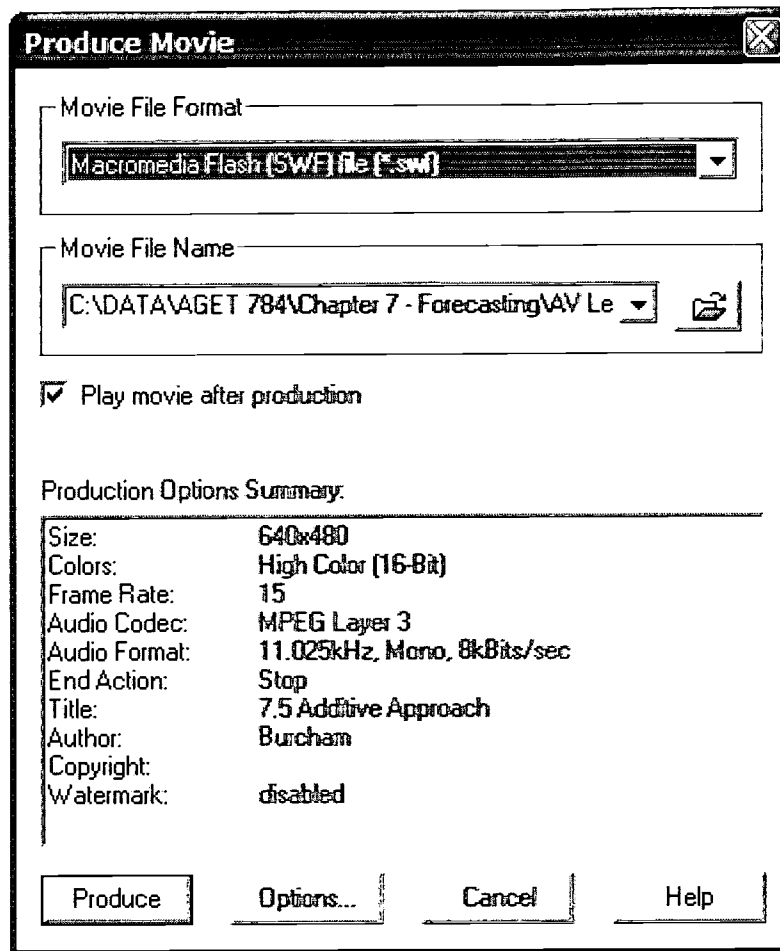 Produce Movie
Movie File Format
Macromedia Flash (SWF) file (*.swf)
Movie File Name
C:\DATA\AGET 784\Chapter 7 - Forecasting\AV Le
Play movie after production
Production Options Summary:
Size: 640x480
Colors: High Color (16-Bit)
Frame Rate: 15
Audio Codec: MPEG Layer 3
Audio Format: 11.025kHz, Mono, 8kBits/sec
End Action: Stop
Title: 7.5 Additive Approach
Author: Burcham
Copyright:
Watermark: disabled
Produce Options... Cancel Help